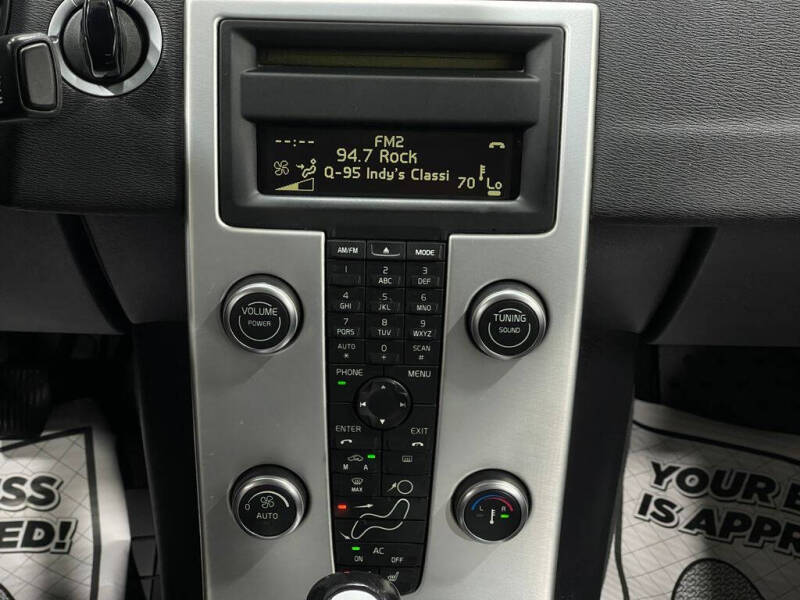 --:--
FM2
94.7 Rock
Q-95 Indy's Classi
70 Lo
AM/FM
MODE
1
2 ABC
3 DEF
4 GHI
5 JKL
6 MNO
7 PQRS
8 TUV
9 WXYZ
AUTO *
0 +
SCAN #
VOLUME
POWER
TUNING
SOUND
PHONE
MENU
ENTER
EXIT
M A
MAX
0
AUTO
L R
AC
ON OFF
ESS
ED!
YOUR B
IS APPR